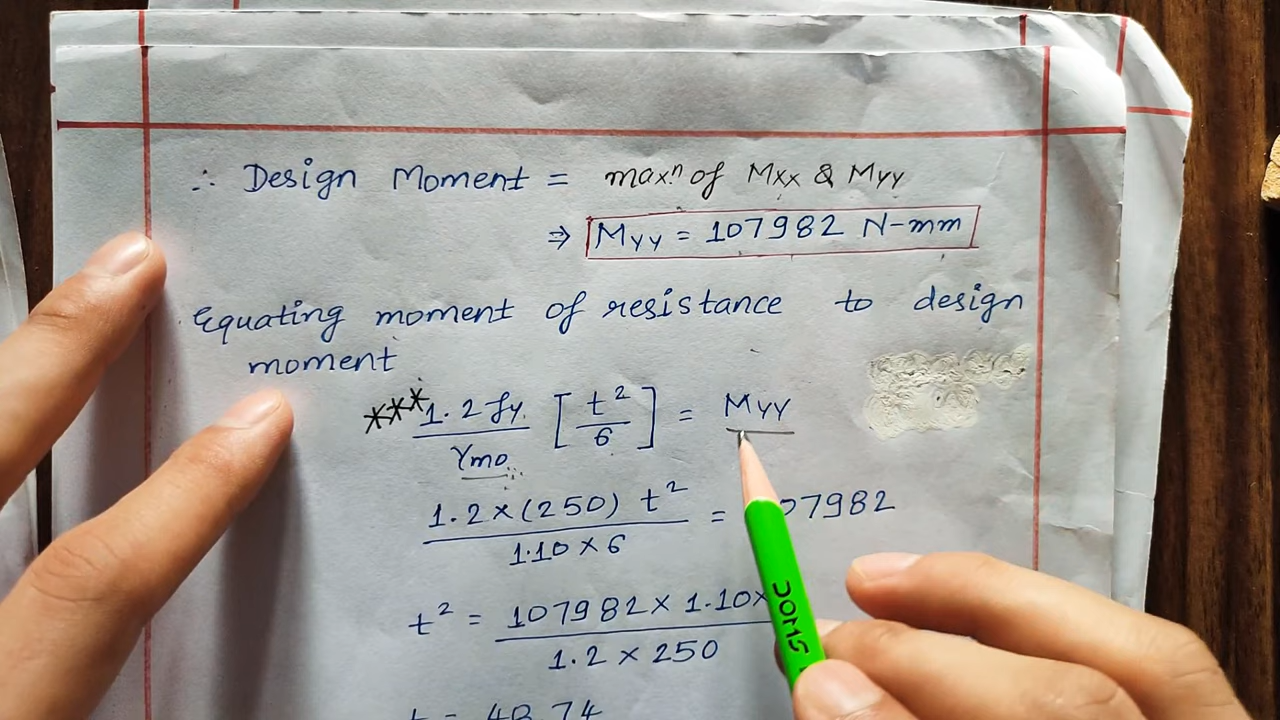 ∴ Design Moment = maxⁿ of Mxx & Myy
⇒ Myy = 107982 N-mm
Equating moment of resistance to design
moment
*** 1.2 fy / γmo [ t² / 6 ] = Myy
1.2 × (250) t² / 1.10 × 6 = 07982
t² = 107982 × 1.10 × / 1.2 × 250
DOMS